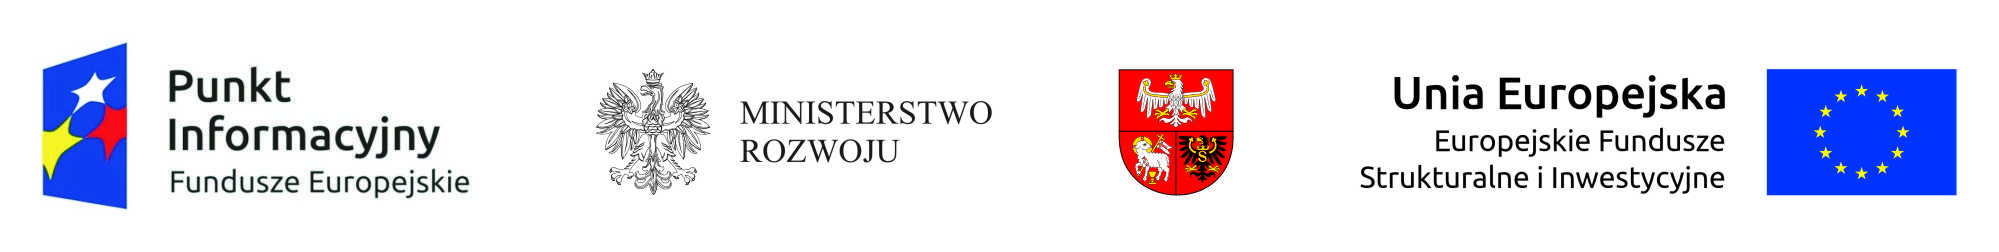 Punkt
Informacyjny
Fundusze Europejskie
MINISTERSTWO
ROZWOJU
S
Unia Europejska
Europejskie Fundusze
Strukturalne i Inwestycyjne